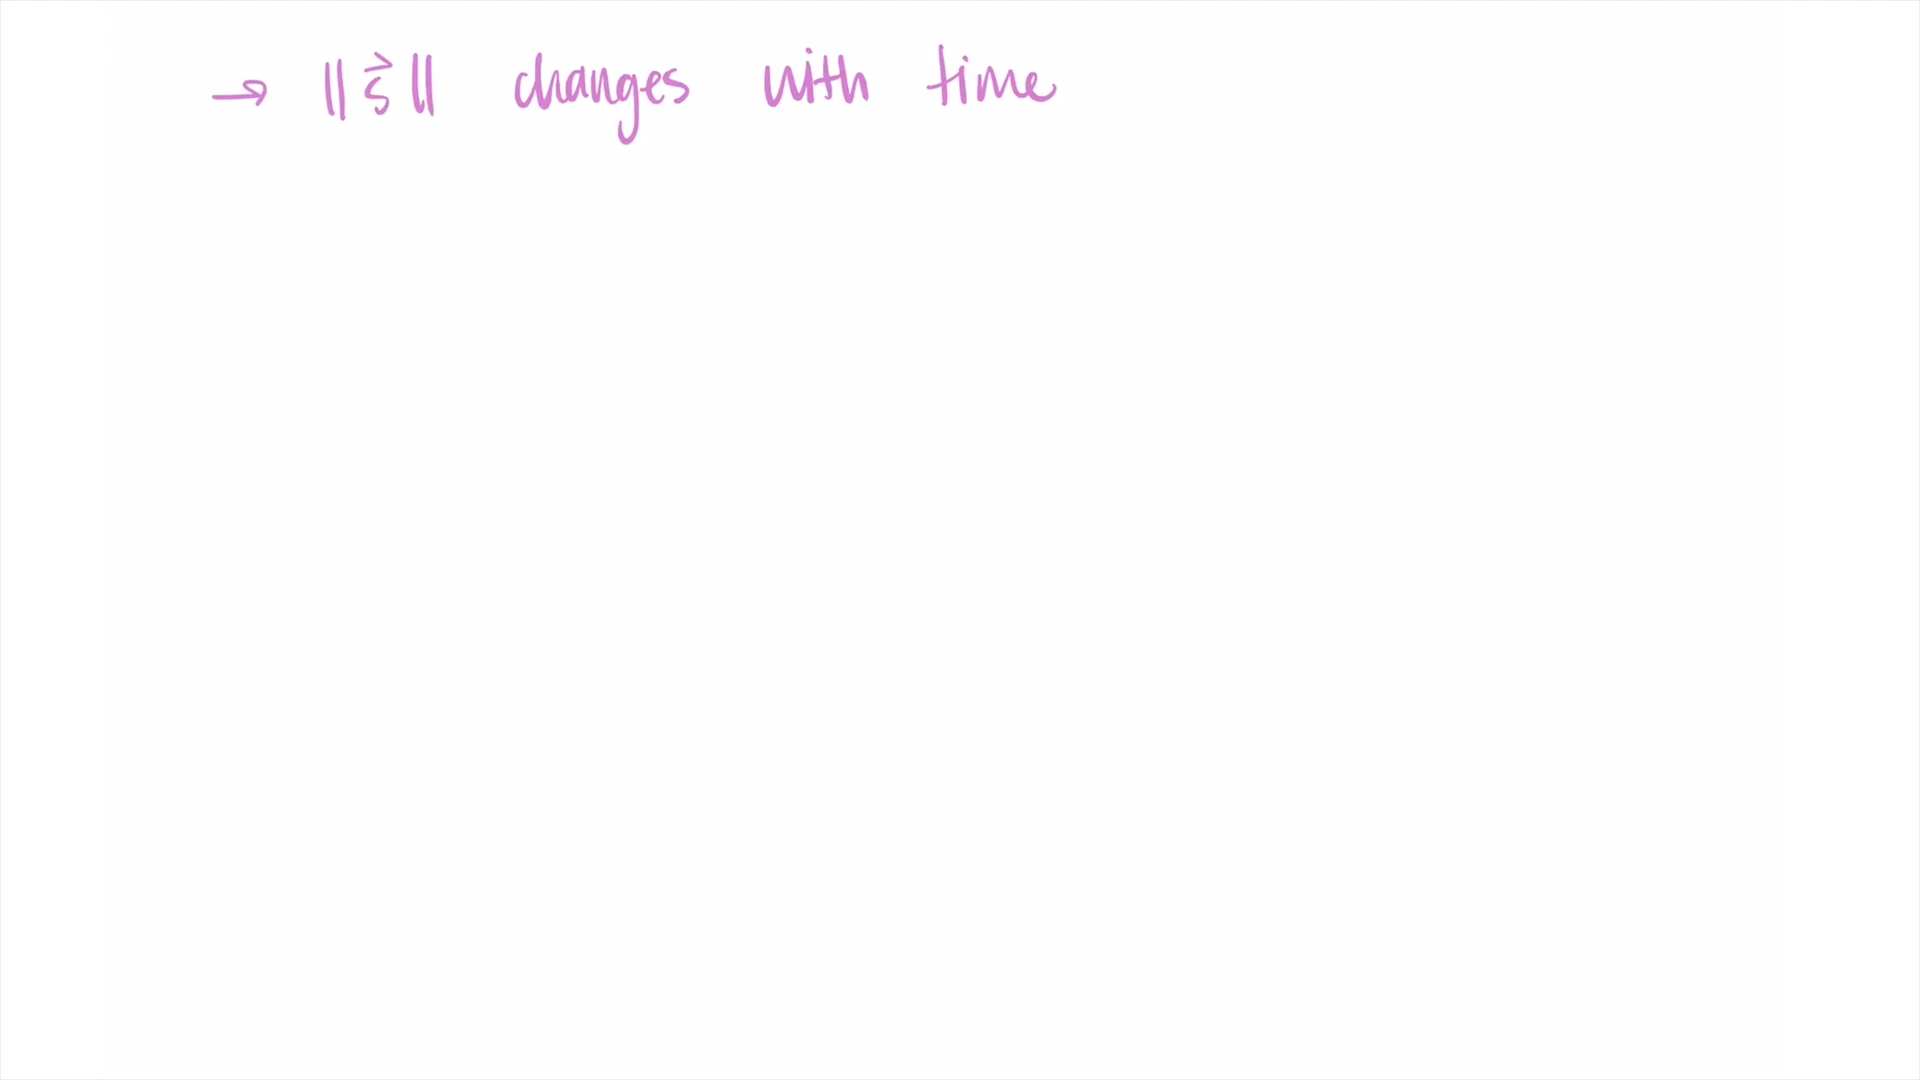 → ||s⃗|| changes with time